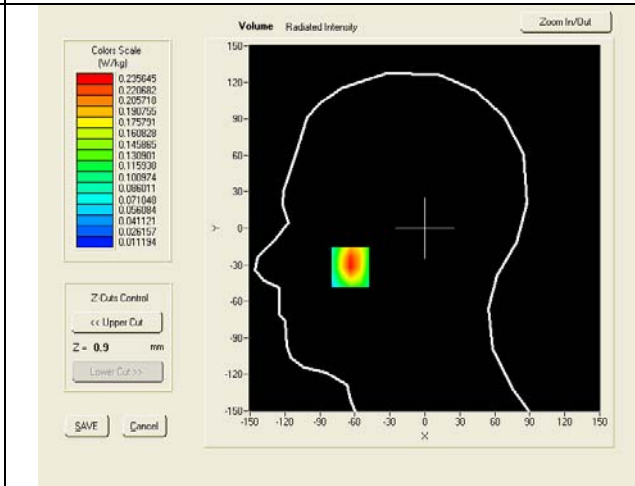 Volume Radiated Intensity
Zoom In/Out
Colors Scale
(W/kg)
0.235645
0.220682
0.205718
0.190755
0.175791
0.160828
0.145865
0.130901
0.115938
0.100974
0.086011
0.071048
0.056084
0.041121
0.026157
0.011194
Z-Cuts Control
<< Upper Cut
Z = 0.9 mm
Lower Cut >>
SAVE Cancel
150
120
90
60
30
0
-30
-60
-90
-120
-150
Y
-150 -120 -90 -60 -30 0 30 60 90 120 150
X